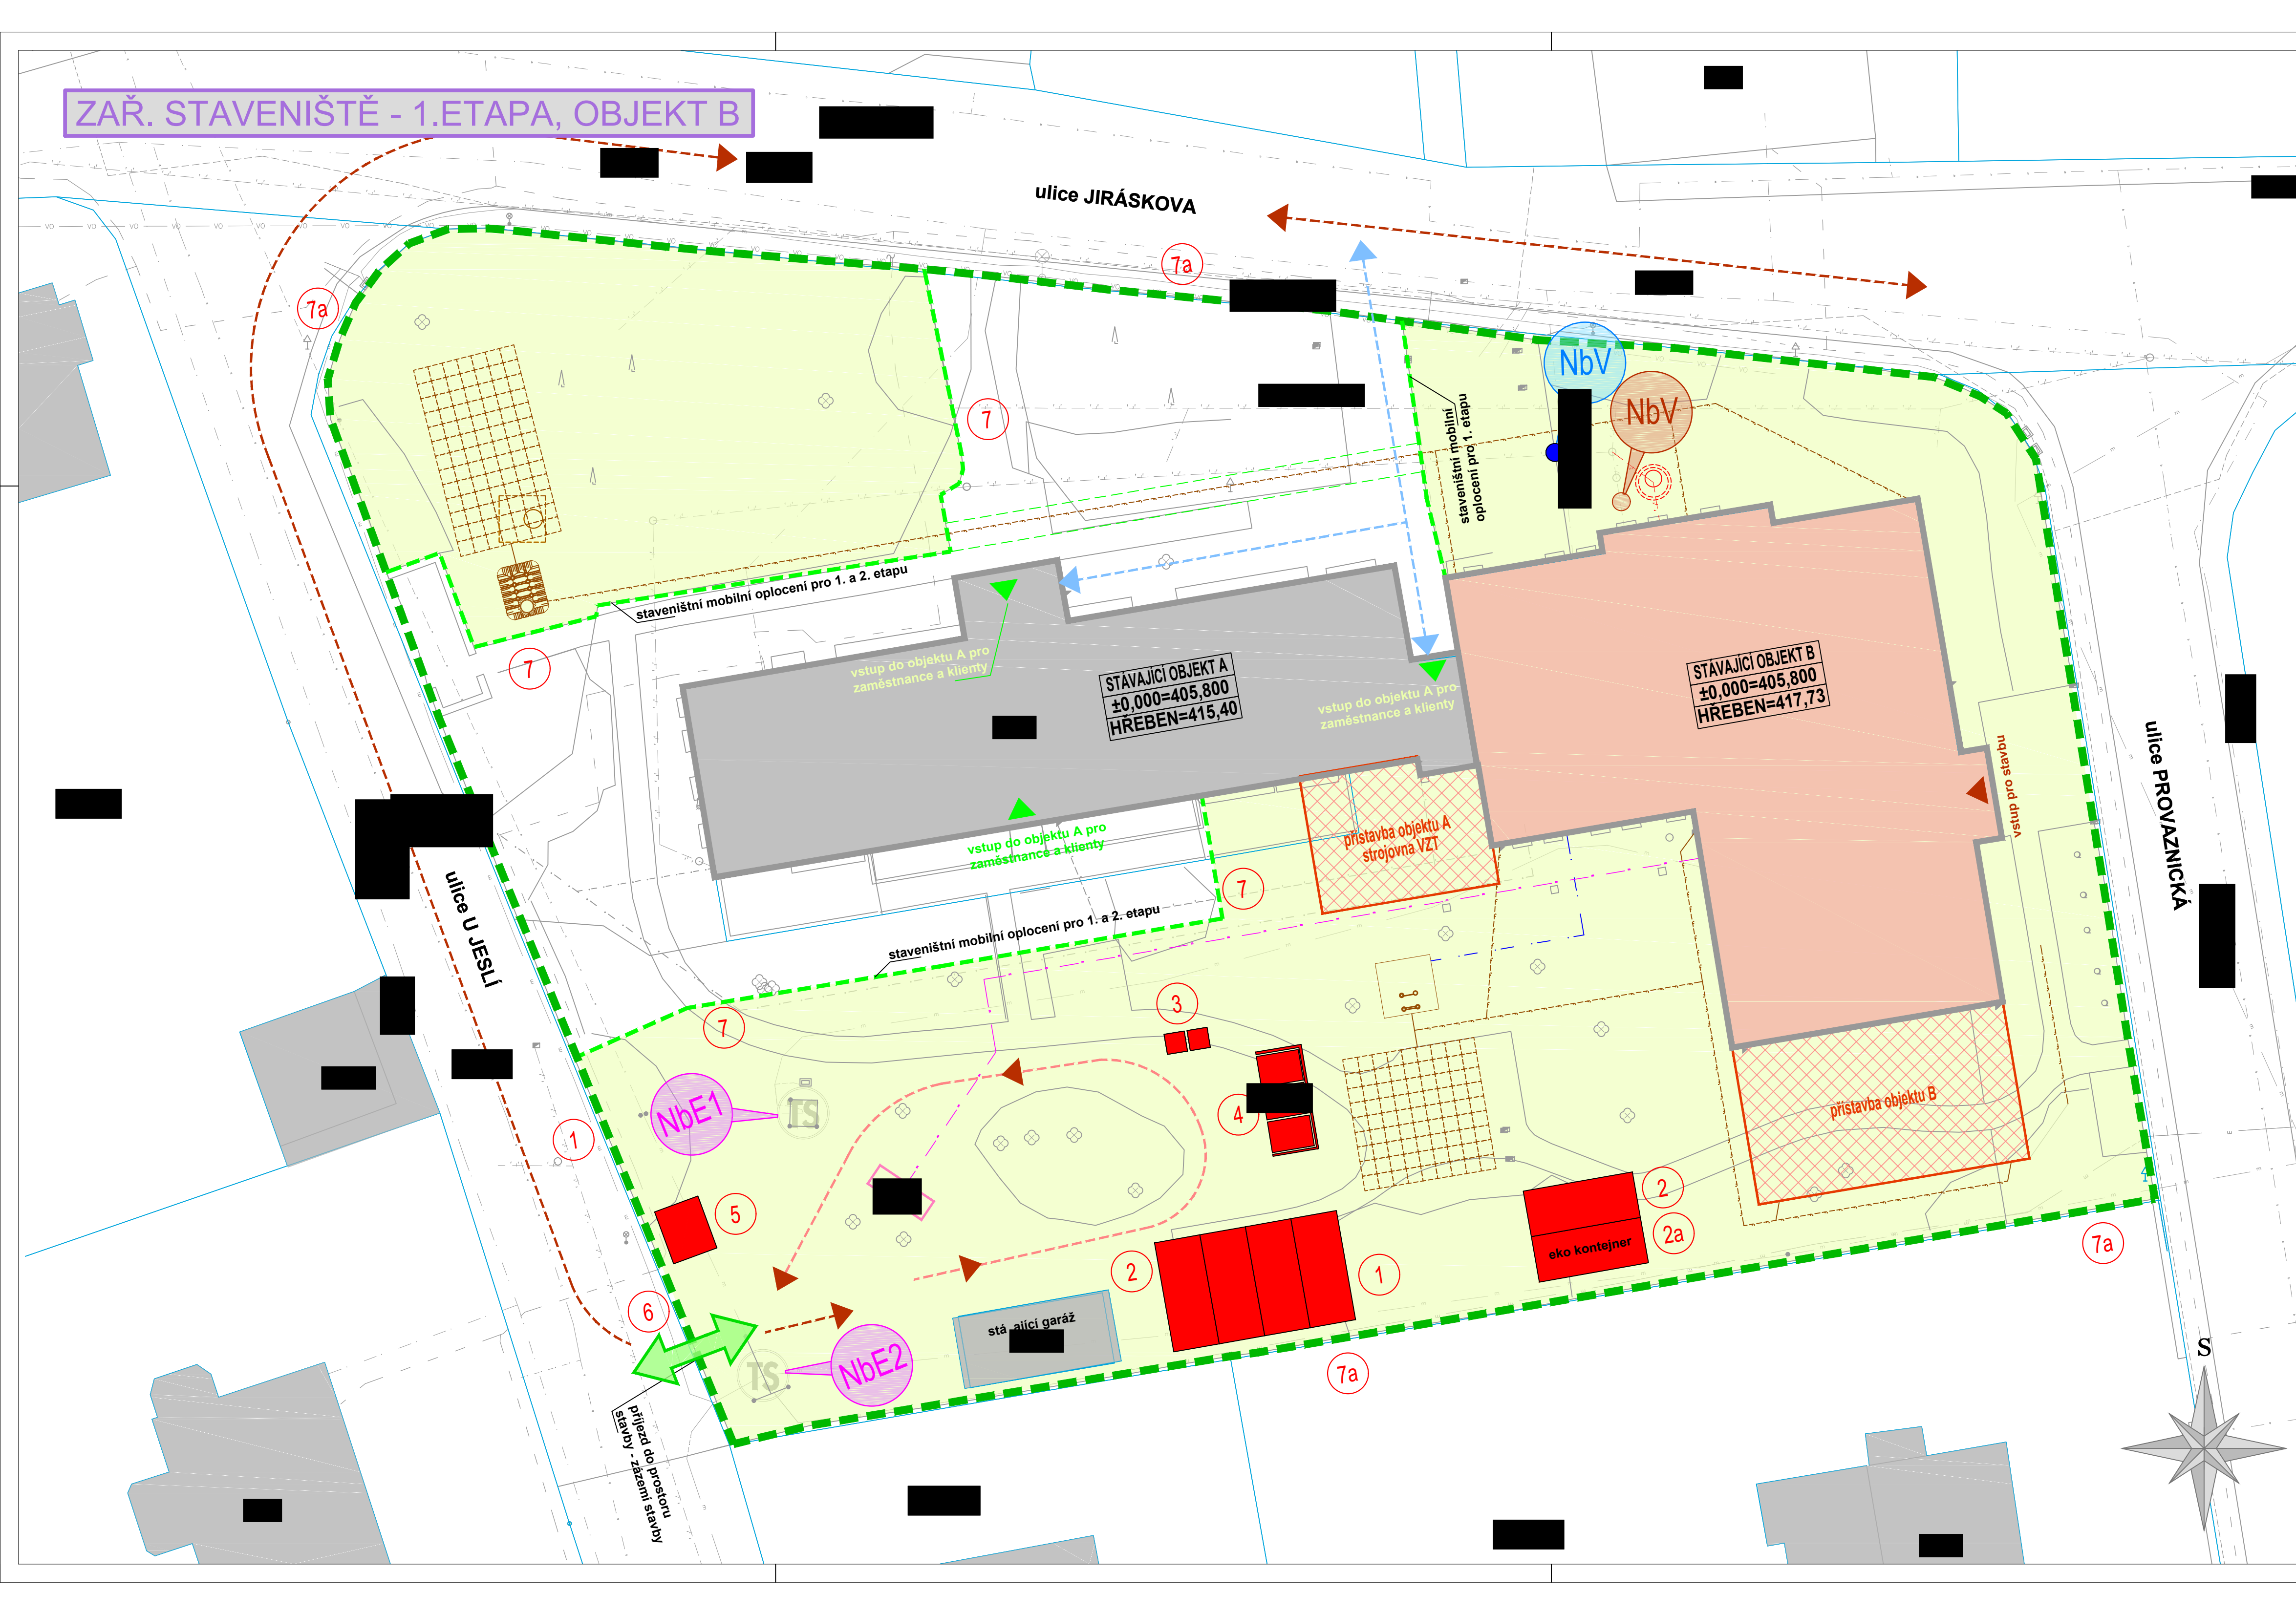 ZAŘ. STAVENIŠTĚ - 1.ETAPA, OBJEKT B
ulice JIRÁSKOVA
7a
7a
NbV
NbV
7
staveništní mobilní
oplocení pro 1. etapu
staveništní mobilní oplocení pro 1. a 2. etapu
7
vstup do objektu A pro
zaměstnance a klienty
STÁVAJÍCÍ OBJEKT A
±0,000=405,800
HŘEBEN=415,40
vstup do objektu A pro
zaměstnance a klienty
STÁVAJÍCÍ OBJEKT B
±0,000=405,800
HŘEBEN=417,73
vstup pro stavbu
ulice PROVAZNICKÁ
vstup do objektu A pro
zaměstnance a klienty
přístavba objektu A
strojovna VZT
7
ulice U JESLÍ
staveništní mobilní oplocení pro 1. a 2. etapu
7
3
4
NbE1
TS
1
přístavba objektu B
5
2
2a
eko kontejner
7a
2
1
6
stá ající garáž
NbE2
TS
7a
příjezd do prostoru
stavby - zázemí stavby
S